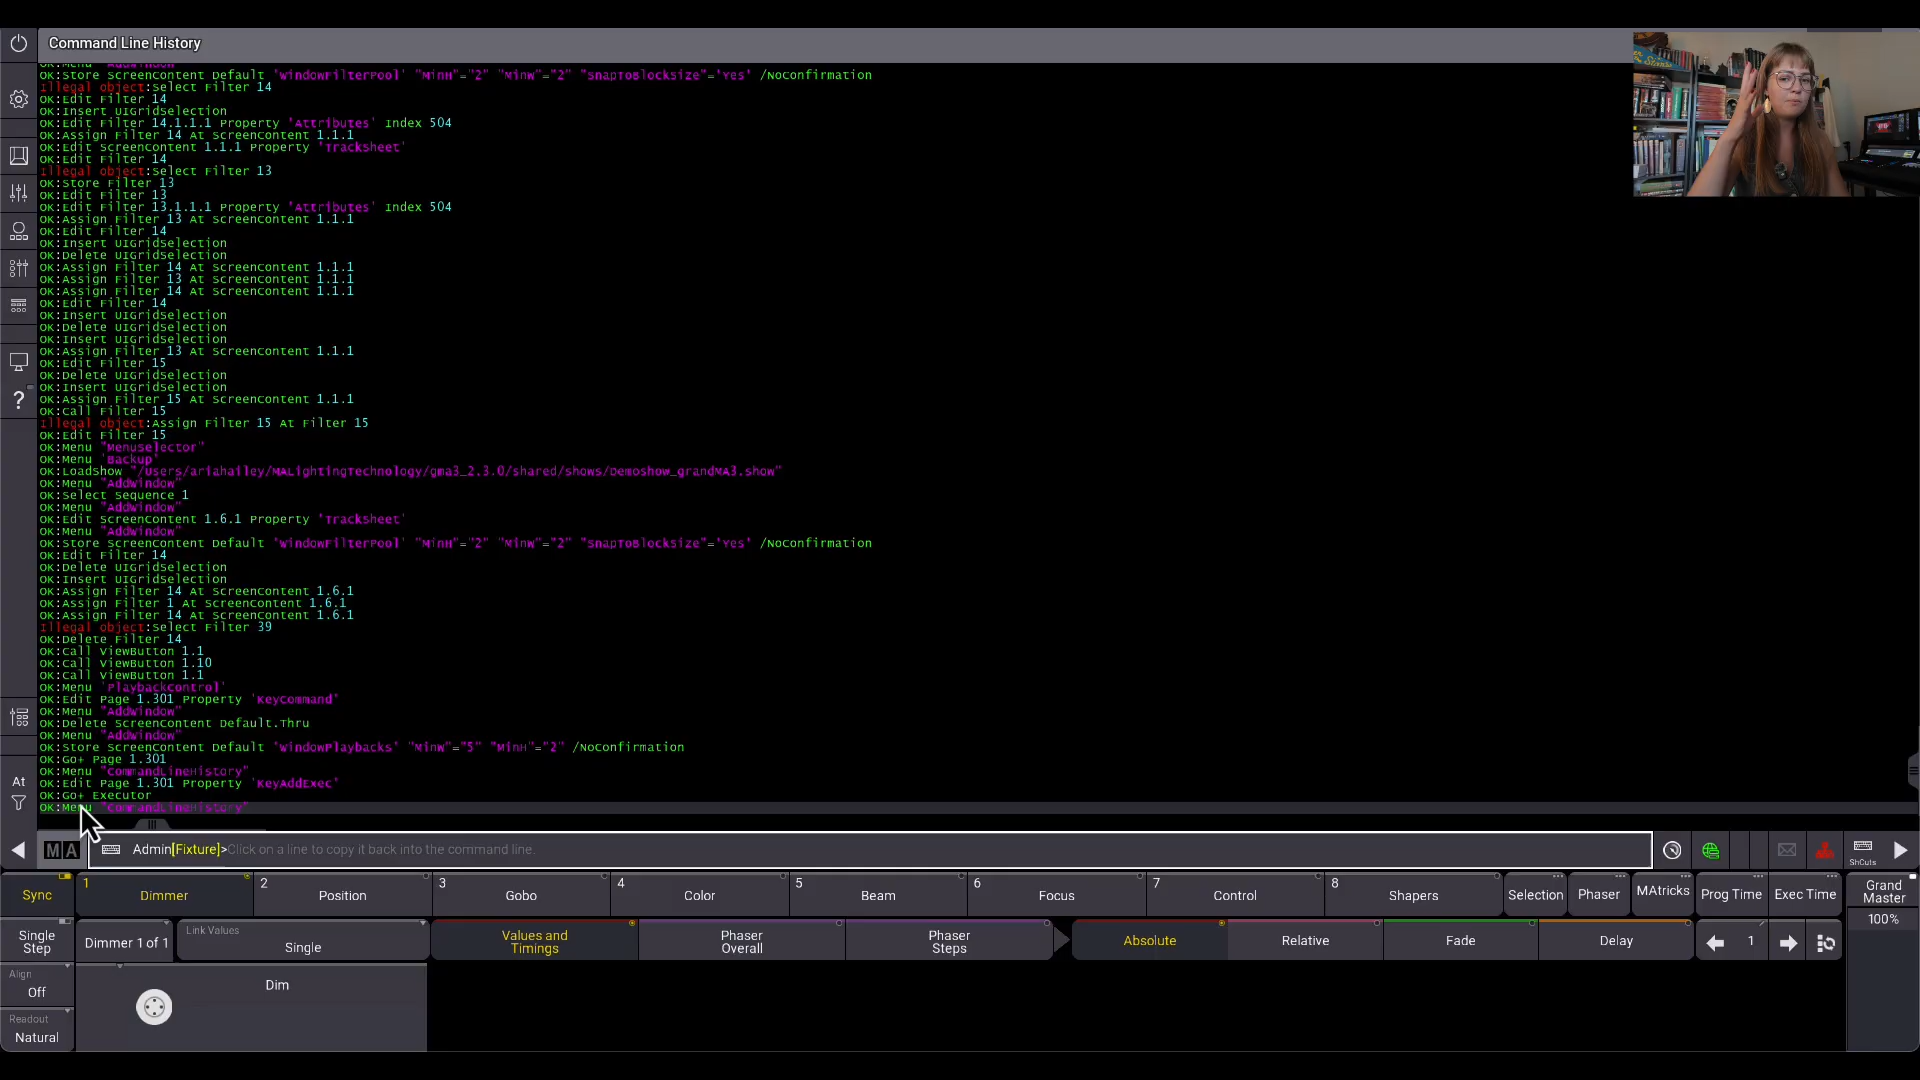 Command Line History
OK:Menu "AddWindow"
OK:Store ScreenContent Default 'WindowFilterPool' "MinH"="2" "MinW"="2" "SnapToBlockSize"='Yes' /NoConfirmation
Illegal object:Select Filter 14
OK:Edit Filter 14
OK:Insert UIGridSelection
OK:Edit Filter 14.1.1.1 Property 'Attributes' Index 504
OK:Assign Filter 14 At ScreenContent 1.1.1
OK:Edit ScreenContent 1.1.1 Property 'TrackSheet'
OK:Edit Filter 14
Illegal object:Select Filter 13
OK:Store Filter 13
OK:Edit Filter 13
OK:Edit Filter 13.1.1.1 Property 'Attributes' Index 504
OK:Assign Filter 13 At ScreenContent 1.1.1
OK:Edit Filter 14
OK:Insert UIGridSelection
OK:Delete UIGridSelection
OK:Assign Filter 14 At ScreenContent 1.1.1
OK:Assign Filter 13 At ScreenContent 1.1.1
OK:Assign Filter 14 At ScreenContent 1.1.1
OK:Edit Filter 14
OK:Insert UIGridSelection
OK:Delete UIGridSelection
OK:Insert UIGridSelection
OK:Assign Filter 13 At ScreenContent 1.1.1
OK:Edit Filter 15
OK:Delete UIGridSelection
OK:Insert UIGridSelection
OK:Assign Filter 15 At ScreenContent 1.1.1
OK:Call Filter 15
Illegal object:Assign Filter 15 At Filter 15
OK:Edit Filter 15
OK:Menu "MenuSelector"
OK:Menu 'Backup'
OK:LoadShow "/Users/ariahailey/MALightingTechnology/gma3_2.3.0/shared/shows/Demoshow_grandMA3.show"
OK:Menu "AddWindow"
OK:Select Sequence 1
OK:Menu "AddWindow"
OK:Edit ScreenContent 1.6.1 Property 'TrackSheet'
OK:Menu "AddWindow"
OK:Store ScreenContent Default 'WindowFilterPool' "MinH"="2" "MinW"="2" "SnapToBlockSize"='Yes' /NoConfirmation
OK:Edit Filter 14
OK:Delete UIGridSelection
OK:Insert UIGridSelection
OK:Assign Filter 14 At ScreenContent 1.6.1
OK:Assign Filter 1 At ScreenContent 1.6.1
OK:Assign Filter 14 At ScreenContent 1.6.1
Illegal object:Select Filter 39
OK:Delete Filter 14
OK:Call ViewButton 1.1
OK:Call ViewButton 1.10
OK:Call ViewButton 1.1
OK:Menu 'PlaybackControl'
OK:Edit Page 1.301 Property 'KeyCommand'
OK:Menu "AddWindow"
OK:Delete ScreenContent Default.Thru
OK:Menu "AddWindow"
OK:Store ScreenContent Default 'WindowPlaybacks' "MinW"="5" "MinH"="2" /NoConfirmation
OK:Go+ Page 1.301
OK:Menu "CommandLineHistory"
OK:Edit Page 1.301 Property 'KeyAddExec'
OK:Go+ Executor
OK:Menu "CommandLineHistory"
At
MA
Admin[Fixture]>Click on a line to copy it back into the command line.
ShCuts
Sync
1 Dimmer
2 Position
3 Gobo
4 Color
5 Beam
6 Focus
7 Control
8 Shapers
Selection
Phaser
MAtricks
Prog Time
Exec Time
Grand Master
100%
Single Step
Dimmer 1 of 1
Link Values
Single
Values and Timings
Phaser Overall
Phaser Steps
Absolute
Relative
Fade
Delay
1
Align
Off
Dim
Readout
Natural